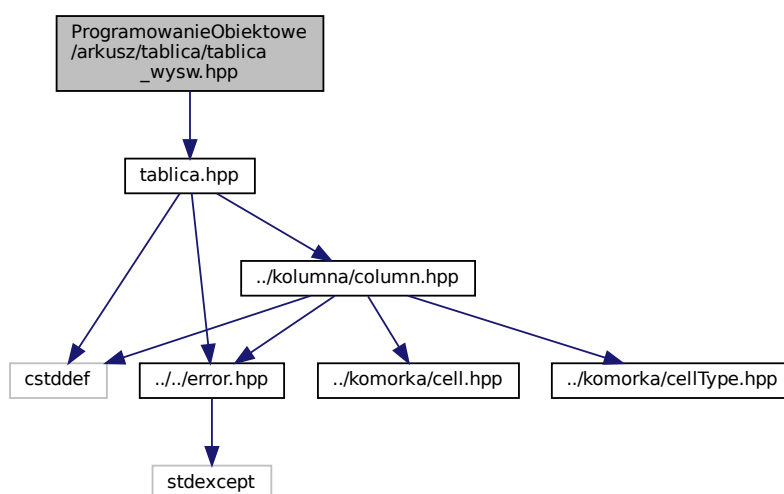 ProgramowanieObiektowe
/arkusz/tablica/tablica
_wysw.hpp
tablica.hpp
../kolumna/column.hpp
cstddef
../../error.hpp
../komorka/cell.hpp
../komorka/cellType.hpp
stdexcept